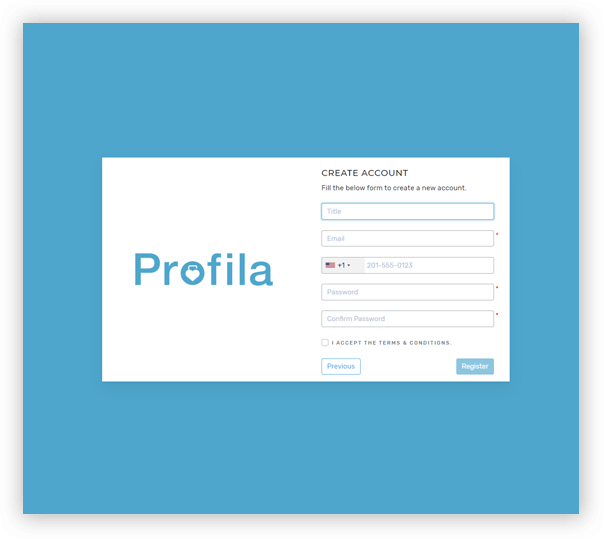 Profila
CREATE ACCOUNT
Fill the below form to create a new account.
Title
Email
*
+1
201-555-0123
Password
*
Confirm Password
*
I ACCEPT THE TERMS & CONDITIONS.
Previous
Register